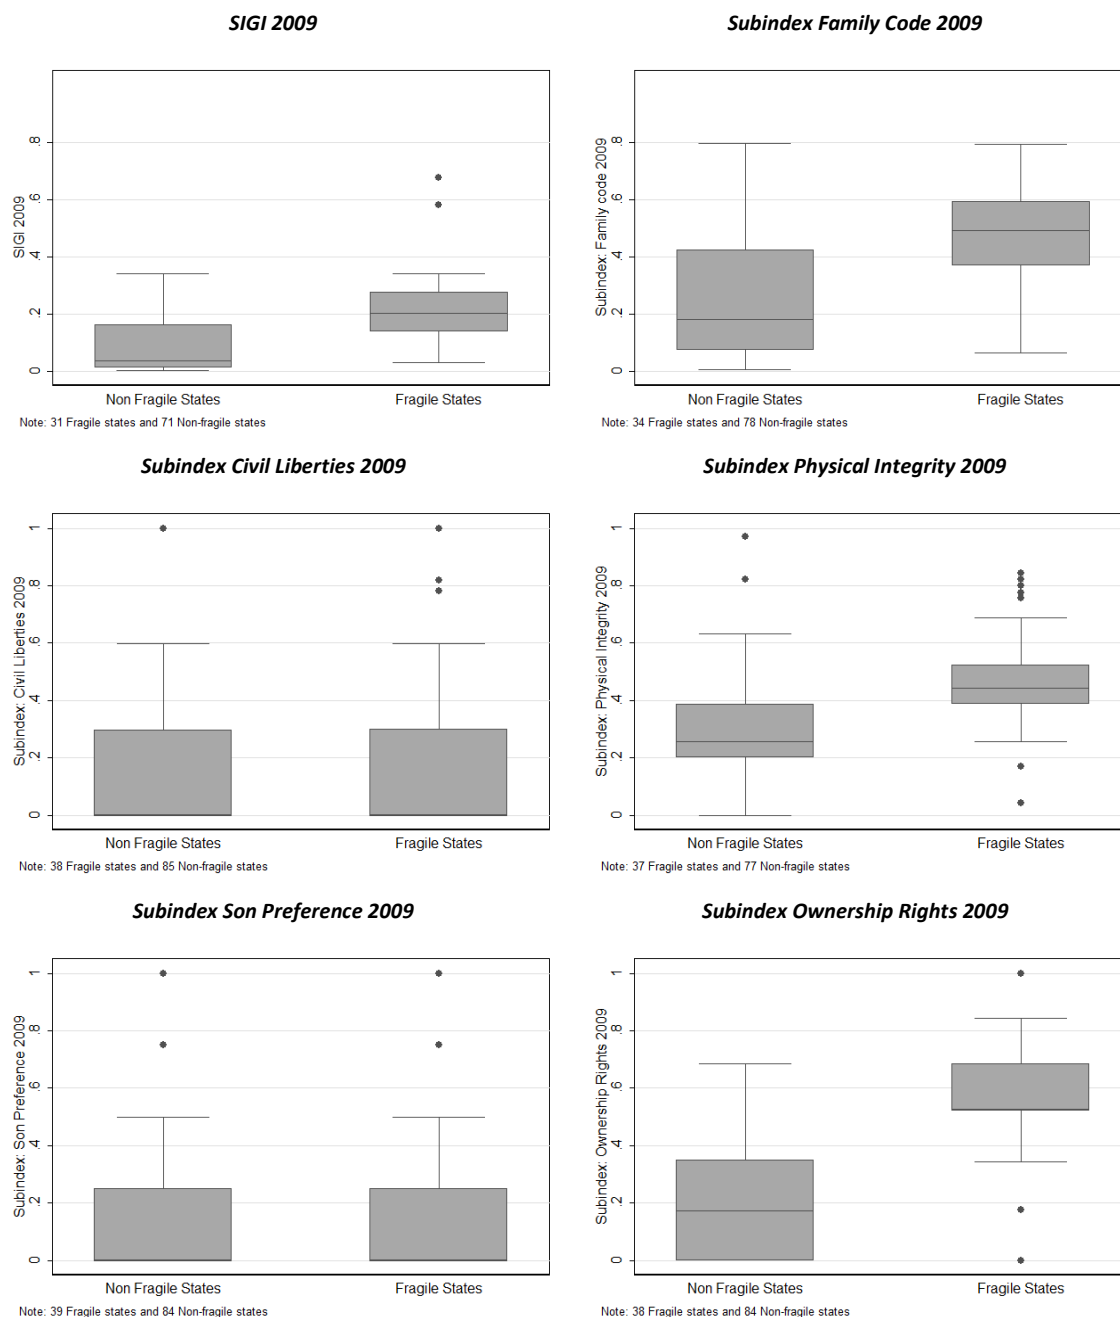 SIGI 2009
Subindex Family Code 2009
SIGI 2009
.8
.6
.4
.2
0
Non Fragile States
Fragile States
Note: 31 Fragile states and 71 Non-fragile states
Subindex: Family code 2009
.8
.6
.4
.2
0
Non Fragile States
Fragile States
Note: 34 Fragile states and 78 Non-fragile states
Subindex Civil Liberties 2009
Subindex Physical Integrity 2009
Subindex: Civil Liberties 2009
1
.8
.6
.4
.2
0
Non Fragile States
Fragile States
Note: 38 Fragile states and 85 Non-fragile states
Subindex: Physical Integrity 2009
1
.8
.6
.4
.2
0
Non Fragile States
Fragile States
Note: 37 Fragile states and 77 Non-fragile states
Subindex Son Preference 2009
Subindex Ownership Rights 2009
Subindex: Son Preference 2009
1
.8
.6
.4
.2
0
Non Fragile States
Fragile States
Note: 39 Fragile states and 84 Non-fragile states
Subindex: Ownership Rights 2009
1
.8
.6
.4
.2
0
Non Fragile States
Fragile States
Note: 38 Fragile states and 84 Non-fragile states